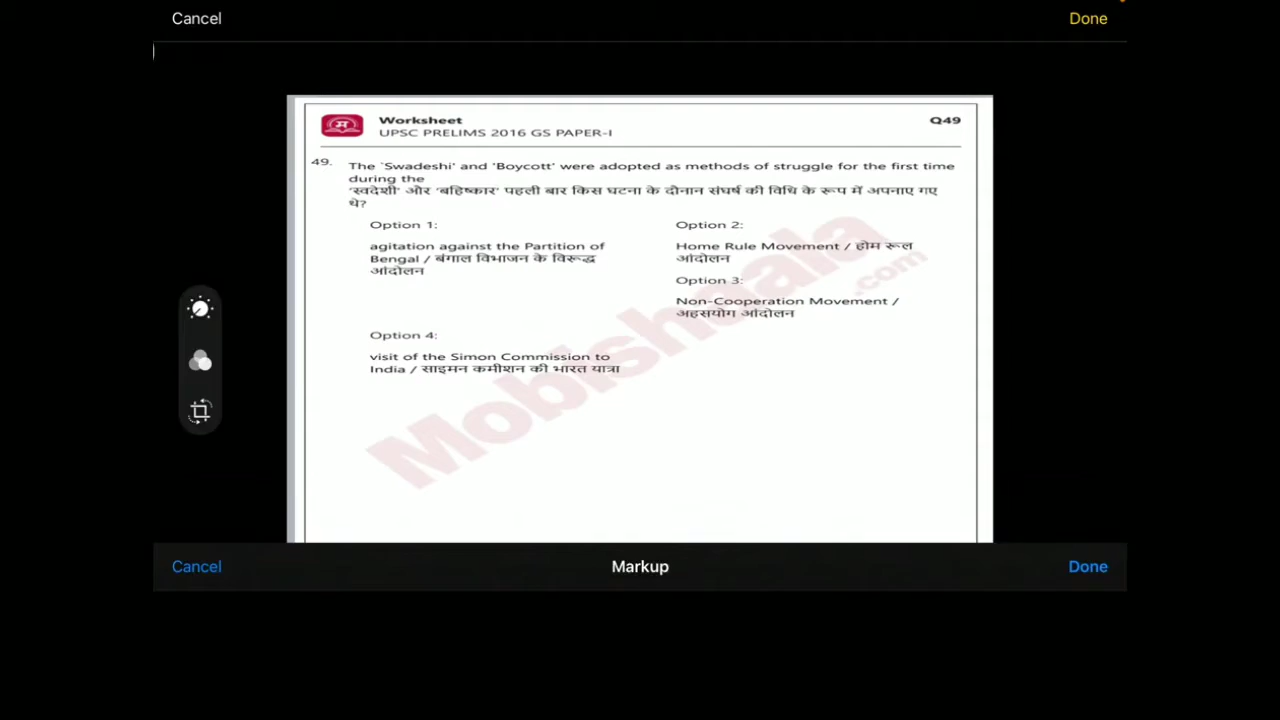 Cancel
Done
Worksheet
UPSC PRELIMS 2016 GS PAPER-I
Q49
49.
The `Swadeshi' and 'Boycott' were adopted as methods of struggle for the first time
during the
'स्वदेशी' और 'बहिष्कार' पहली बार किस घटना के दौनान संघर्ष की विधि के रूप में अपनाए गए
थे?
Option 1:
agitation against the Partition of
Bengal / बंगाल विभाजन के विरूद्ध
आंदोलन
Option 2:
Home Rule Movement / होम रूल
आंदोलन
Option 3:
Non-Cooperation Movement /
अहसयोग आंदोलन
Option 4:
visit of the Simon Commission to
India / साइमन कमीशन की भारत यात्रा
Mobishaala
.com
म
Cancel
Markup
Done